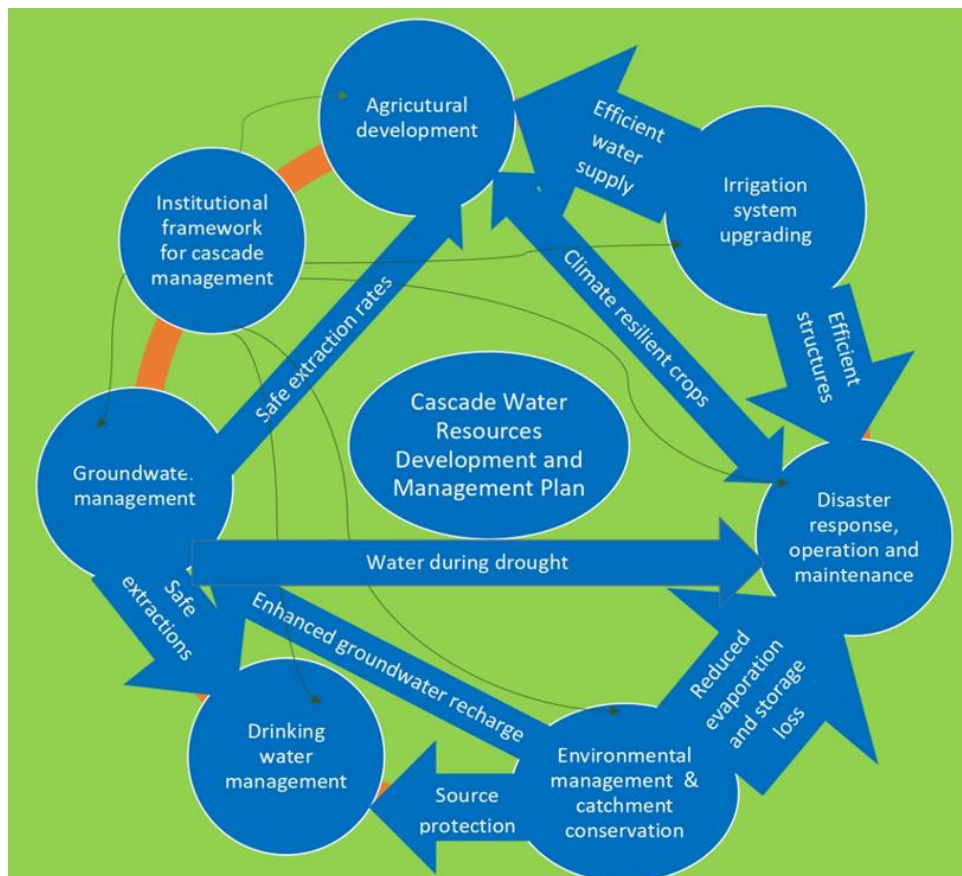 Agricutural
development
Efficient
water
supply
Irrigation
system
upgrading
Institutional
framework
for cascade
management
Safe extraction rates
Climate resilient crops
Efficient
structures
Cascade Water
Resources
Development and
Management Plan
Groundwater
management
Disaster
response,
operation and
maintenance
Water during drought
Safe
extractions
Enhanced groundwater recharge
Reduced
evaporation
and storage
loss
Drinking
water
management
Source
protection
Environmental
management & 
catchment
conservation